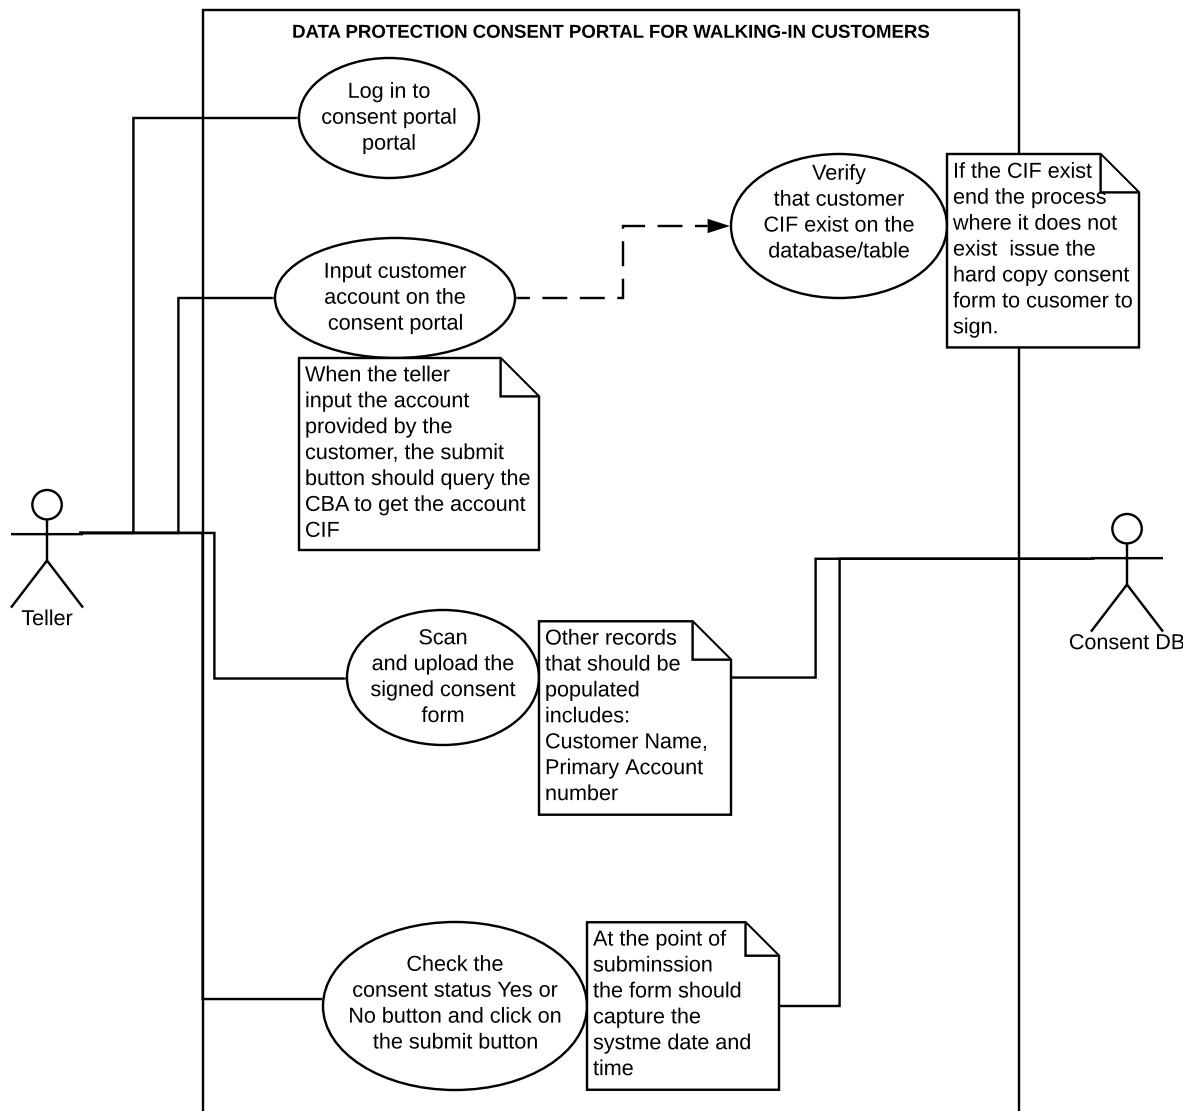 DATA PROTECTION CONSENT PORTAL FOR WALKING-IN CUSTOMERS
Log in to
consent portal
portal
Verify
that customer
CIF exist on the
database/table
If the CIF exist
end the process
where it does not
exist  issue the
hard copy consent
form to cusomer to
sign.
Input customer
account on the
consent portal
When the teller
input the account
provided by the
customer, the submit
button should query the
CBA to get the account
CIF
Teller
Consent DB
Scan
and upload the
signed consent
form
Other records
that should be
populated
includes:
Customer Name,
Primary Account
number
Check the
consent status Yes or
No button and click on
the submit button
At the point of
subminssion
the form should
capture the
systme date and
time